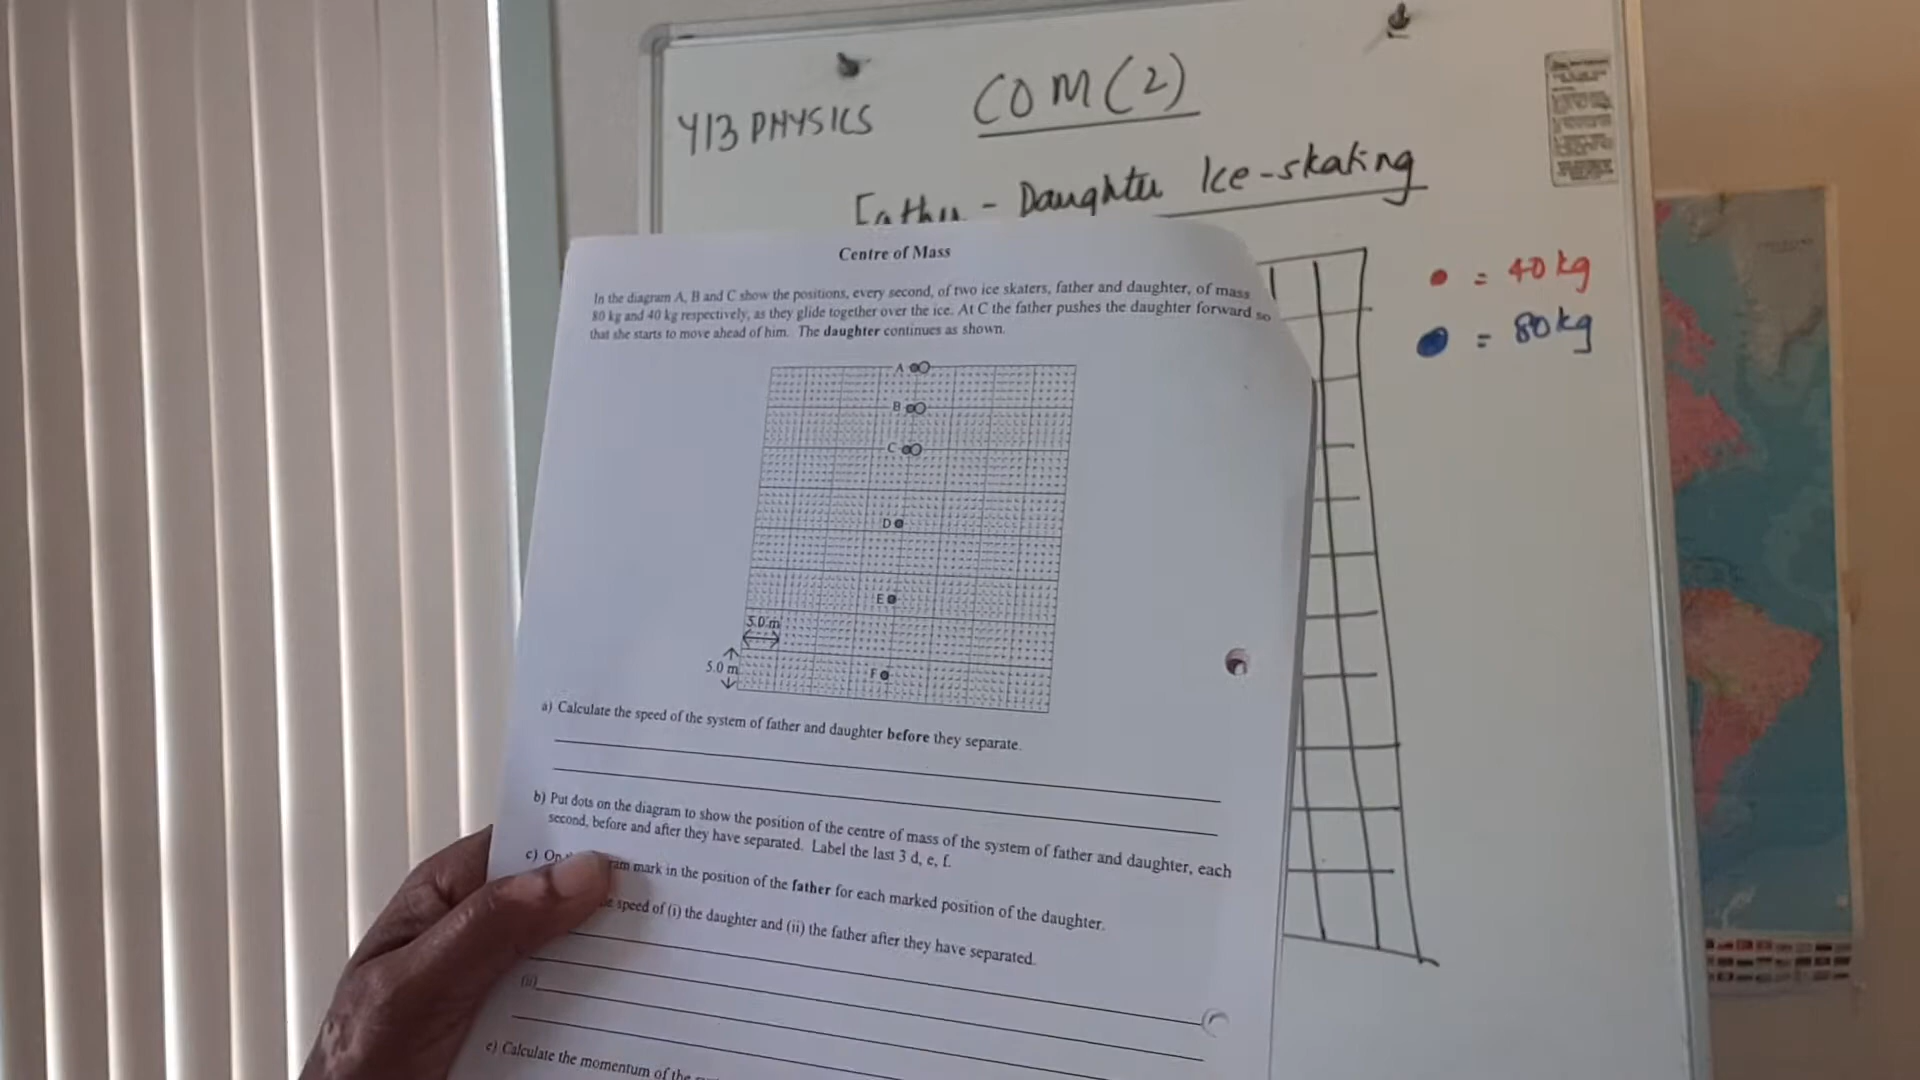 Y13 PHYSICS
COM(2)
Father - Daughter Ice-skating
= 40 kg
= 80 kg
Centre of Mass
In the diagram A, B and C show the positions, every second, of two ice skaters, father and daughter, of mass
80 kg and 40 kg respectively, as they glide together over the ice. At C the father pushes the daughter forward so
that she starts to move ahead of him. The daughter continues as shown.
A
B
C
D
E
5.0 m
5.0 m
F
a) Calculate the speed of the system of father and daughter before they separate.
b) Put dots on the diagram to show the position of the centre of mass of the system of father and daughter, each
second, before and after they have separated. Label the last 3 d, e, f.
c) On mark in the position of the father for each marked position of the daughter.
speed of (i) the daughter and (ii) the father after they have separated.
(ii)
e) Calculate the momentum of the